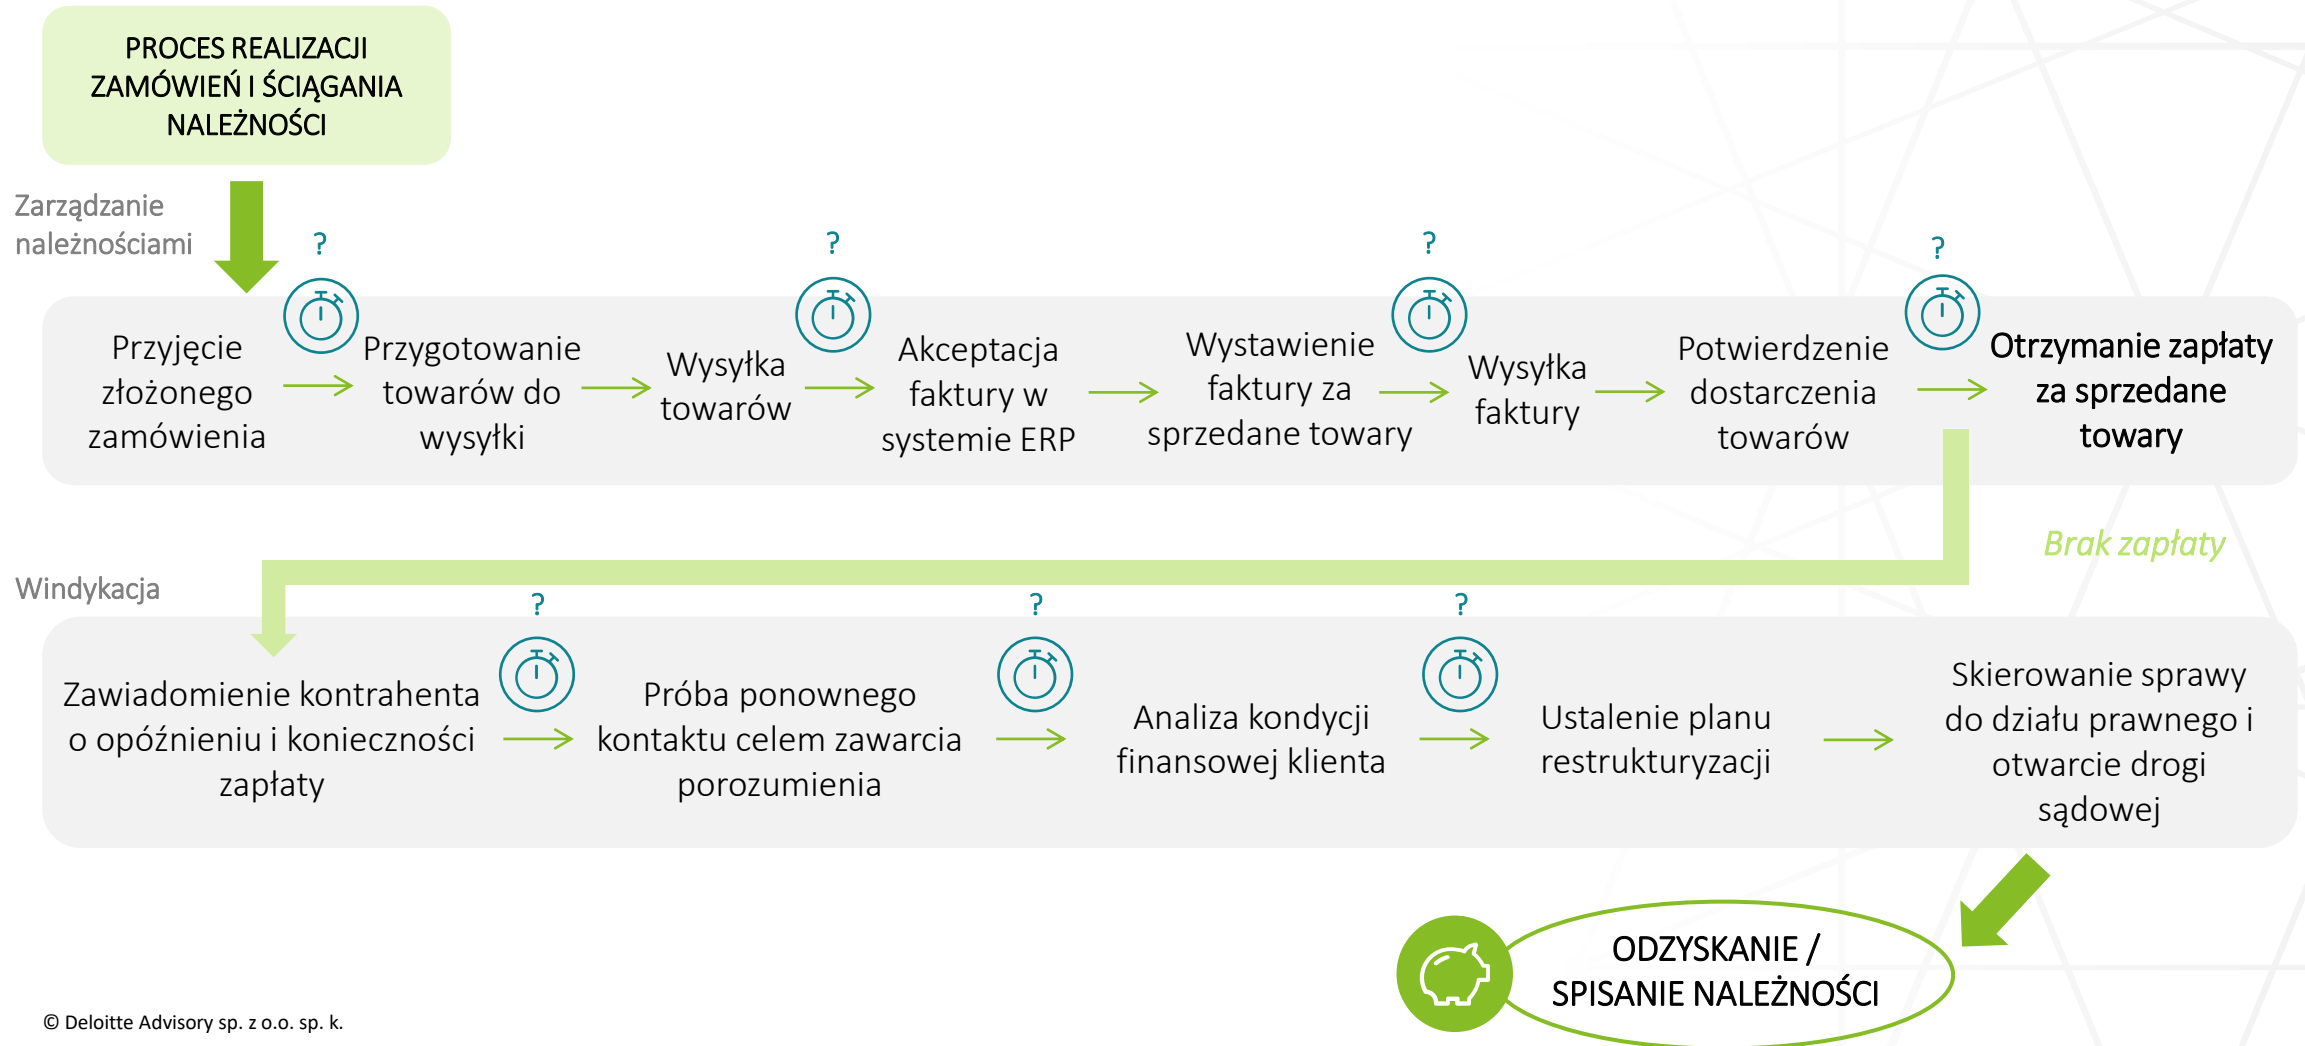 PROCES REALIZACJI
ZAMÓWIEŃ I ŚCIĄGANIA
NALEŻNOŚCI
Zarządzanie
należnościami
?
?
?
?
Przyjęcie
złożonego
zamówienia
Przygotowanie
towarów do
wysyłki
Wysyłka
towarów
Akceptacja
faktury w
systemie ERP
Wystawienie
faktury za
sprzedane towary
Wysyłka
faktury
Potwierdzenie
dostarczenia
towarów
Otrzymanie zapłaty
za sprzedane
towary
Brak zapłaty
Windykacja
?
?
?
Zawiadomienie kontrahenta
o opóźnieniu i konieczności
zapłaty
Próba ponownego
kontaktu celem zawarcia
porozumienia
Analiza kondycji
finansowej klienta
Ustalenie planu
restrukturyzacji
Skierowanie sprawy
do działu prawnego i
otwarcie drogi
sądowej
ODZYSKANIE /
SPISANIE NALEŻNOŚCI
© Deloitte Advisory sp. z o.o. sp. k.